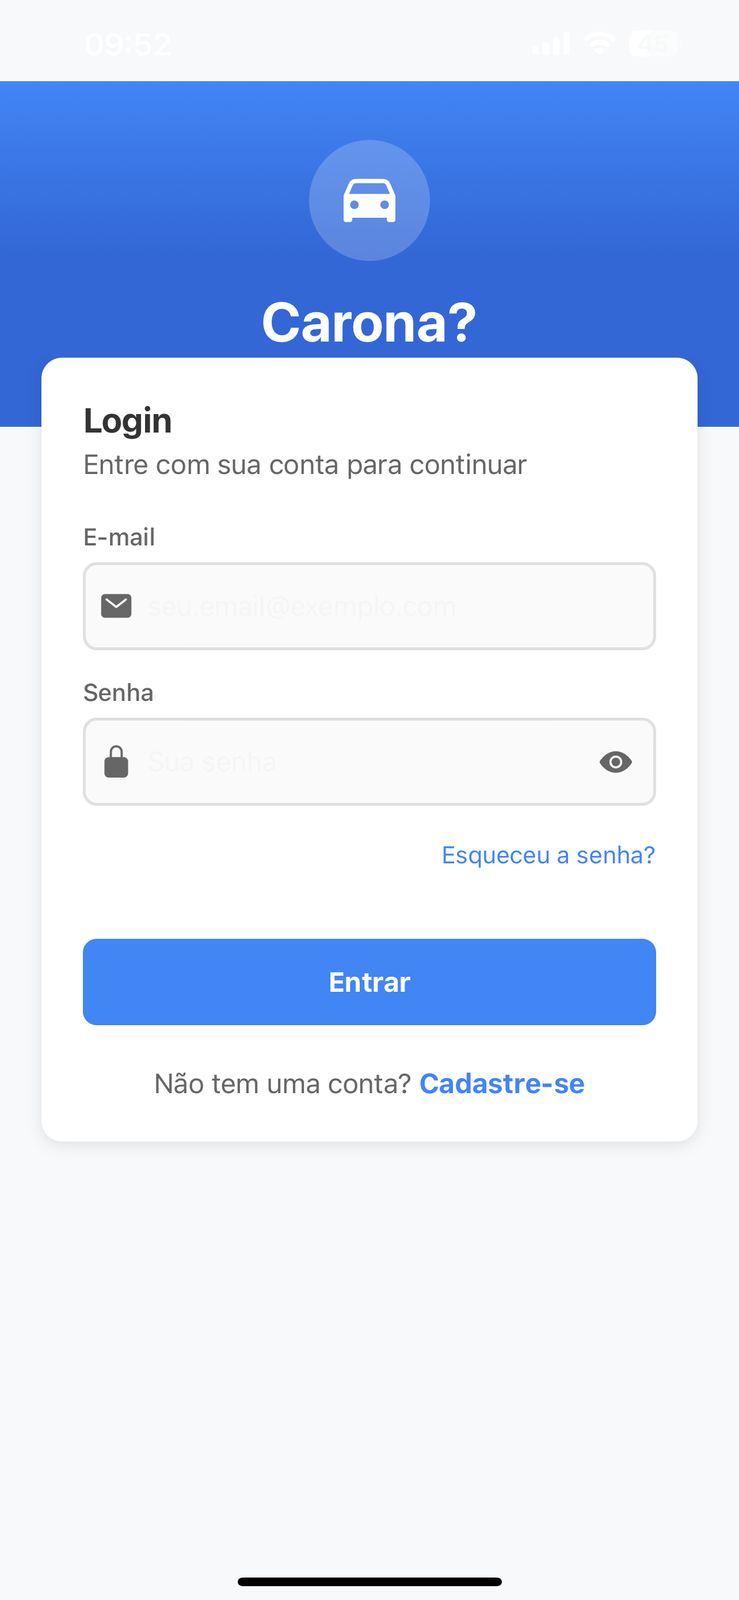 09:52
45
Carona?
Login
Entre com sua conta para continuar
E-mail
seu.email@exemplo.com
Senha
Sua senha
Esqueceu a senha?
Entrar
Não tem uma conta? Cadastre-se